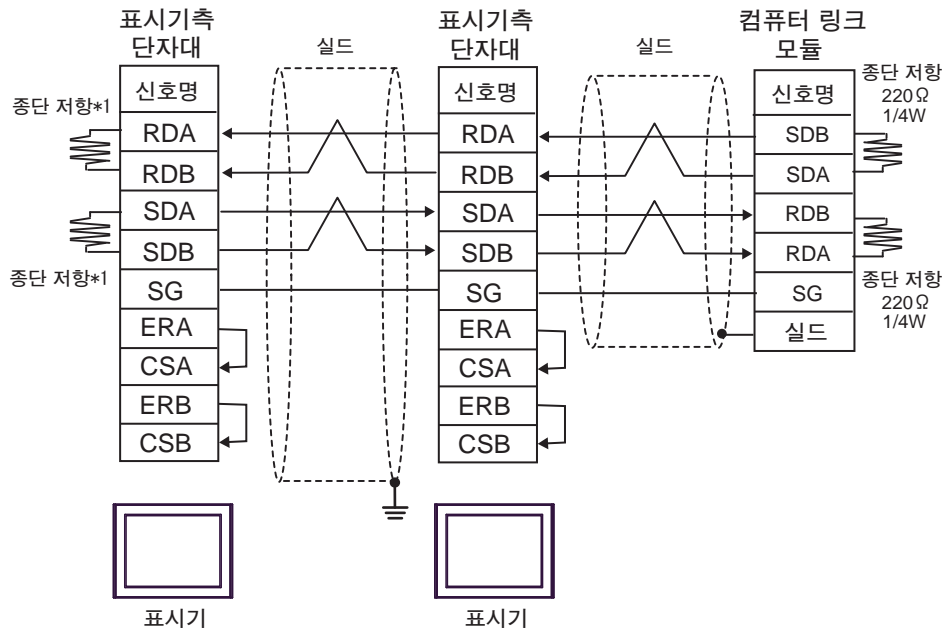 표시기측
단자대
실드
표시기측
단자대
실드
컴퓨터 링크
모듈
종단 저항*1
종단 저항*1
신호명
RDA
RDB
SDA
SDB
SG
ERA
CSA
ERB
CSB
신호명
RDA
RDB
SDA
SDB
SG
ERA
CSA
ERB
CSB
신호명
SDB
SDA
RDB
RDA
SG
실드
종단 저항
220Ω
1/4W
종단 저항
220Ω
1/4W
표시기
표시기